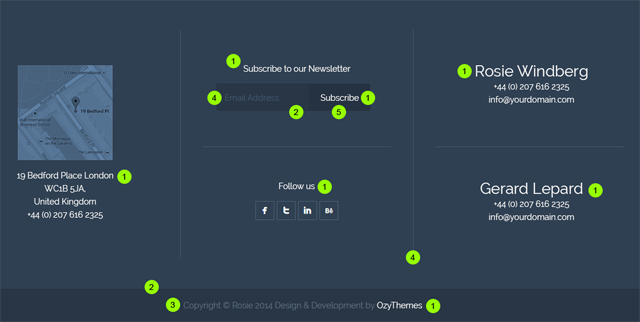 19 Bedford Pl
19 Bedford Place London 1
WC1B 5JA,
United Kingdom
+44 (0) 207 616 2325
1
Subscribe to our Newsletter
4 Email Address Subscribe 1
2 5
Follow us 1
f t in Bē
1 Rosie Windberg
+44 (0) 207 616 2325
info@yourdomain.com
Gerard Lepard 1
+44 (0) 207 616 2325
info@yourdomain.com
4
2
3 Copyright © Rosie 2014 Design & Development by OzyThemes 1